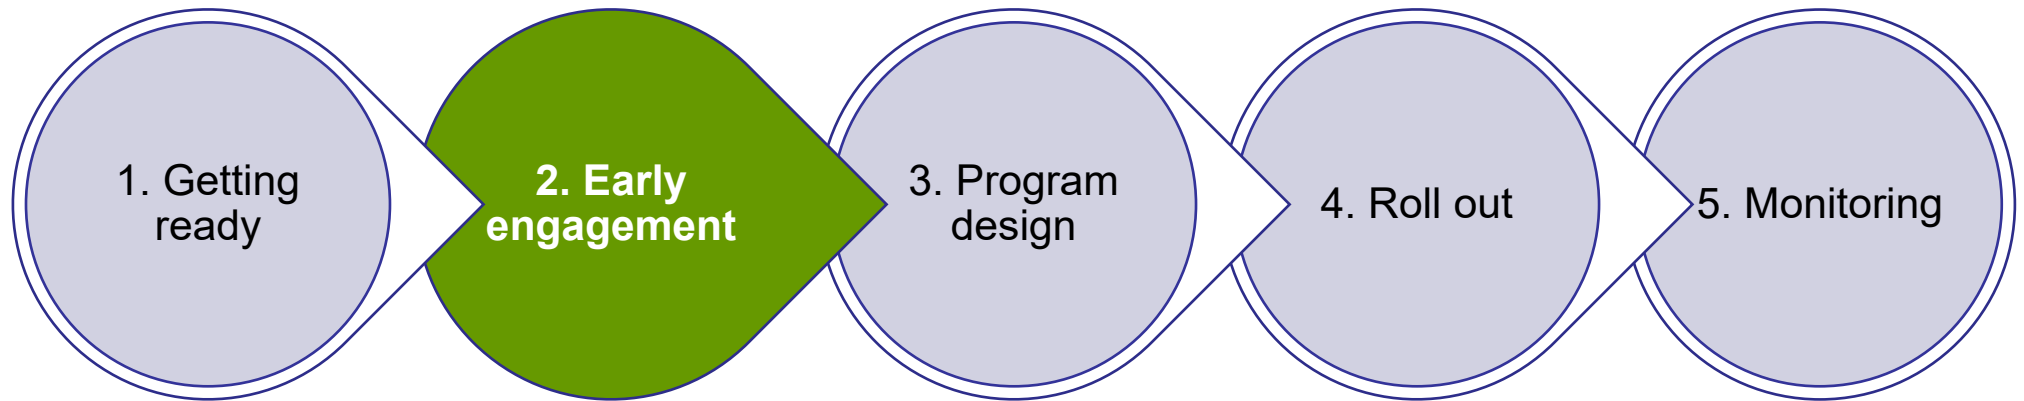 1. Getting
ready
2. Early
engagement
3. Program
design
4. Roll out
5. Monitoring